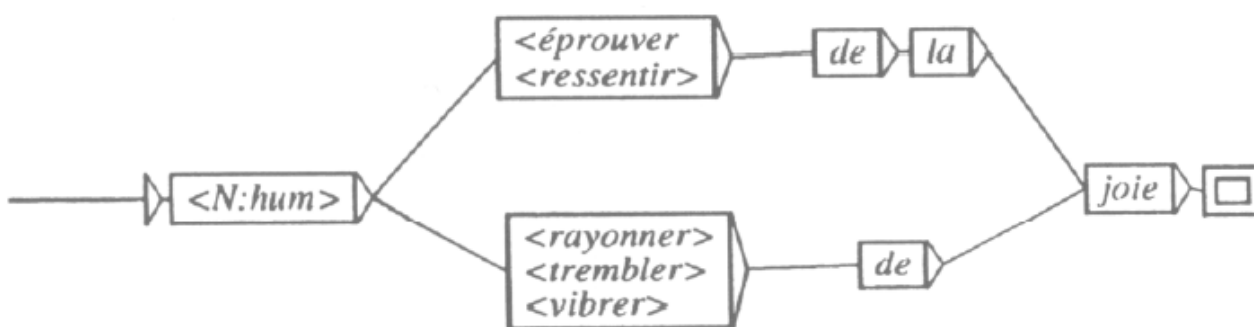 <éprouver
<ressentir>
de
la
<N:hum>
joie
<rayonner>
<trembler>
<vibrer>
de